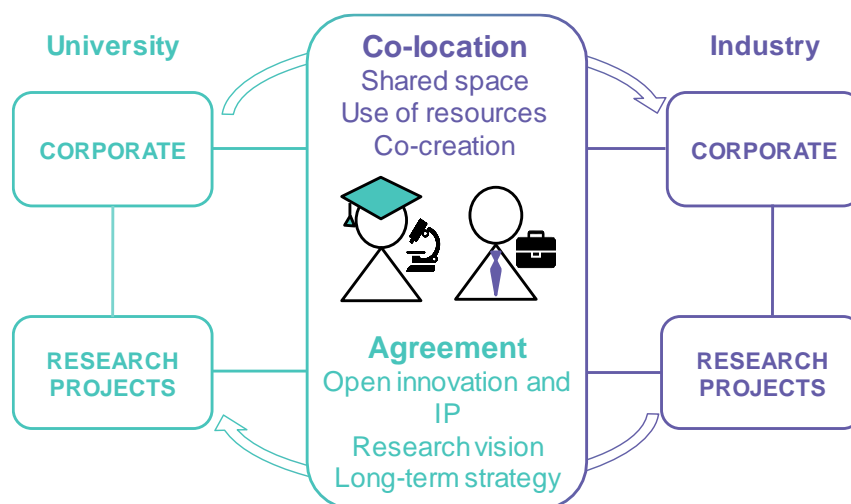 University
Co-location
Industry
Shared space
Use of resources
Co-creation
CORPORATE
CORPORATE
RESEARCH
PROJECTS
Agreement
Open innovation and
IP
Research vision
Long-term strategy
RESEARCH
PROJECTS